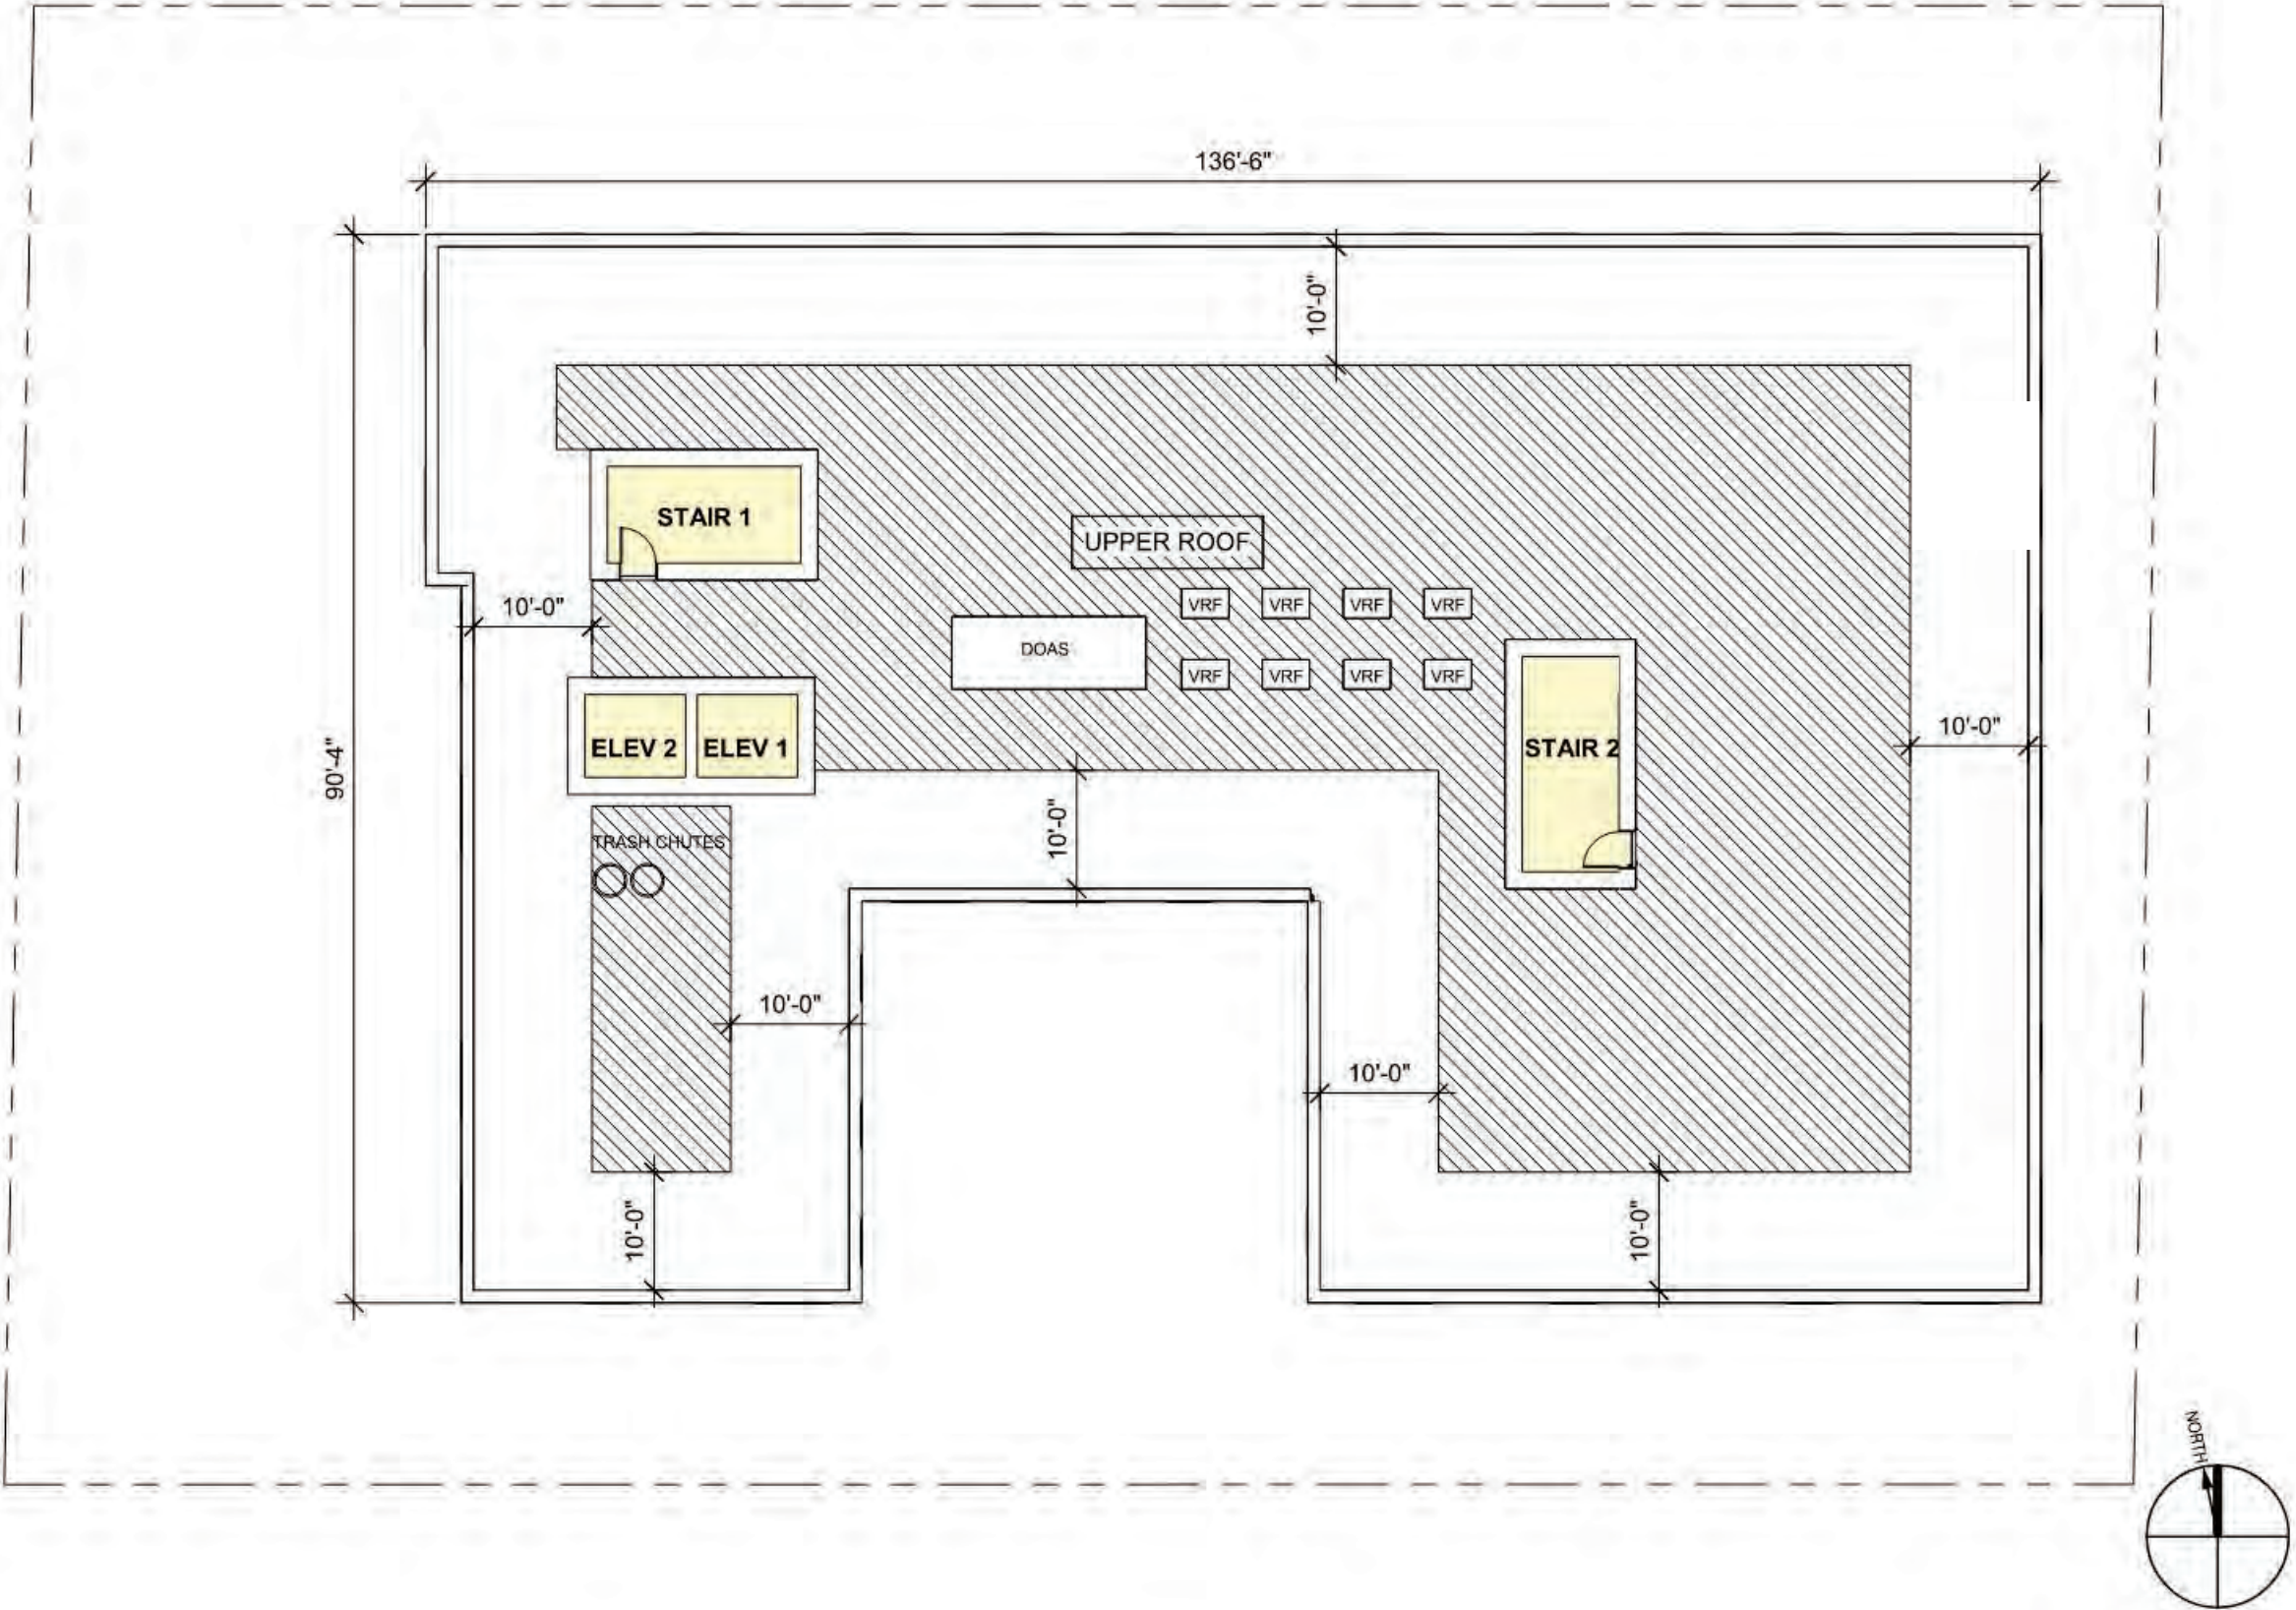 136'-6"
10'-0"
STAIR 1
UPPER ROOF
VRF VRF VRF VRF
10'-0"
DOAS
VRF VRF VRF VRF
90'-4"
ELEV 2 ELEV 1
STAIR 2
10'-0"
TRASH CHUTES
10'-0"
10'-0"
10'-0"
10'-0"
10'-0"
NORTH